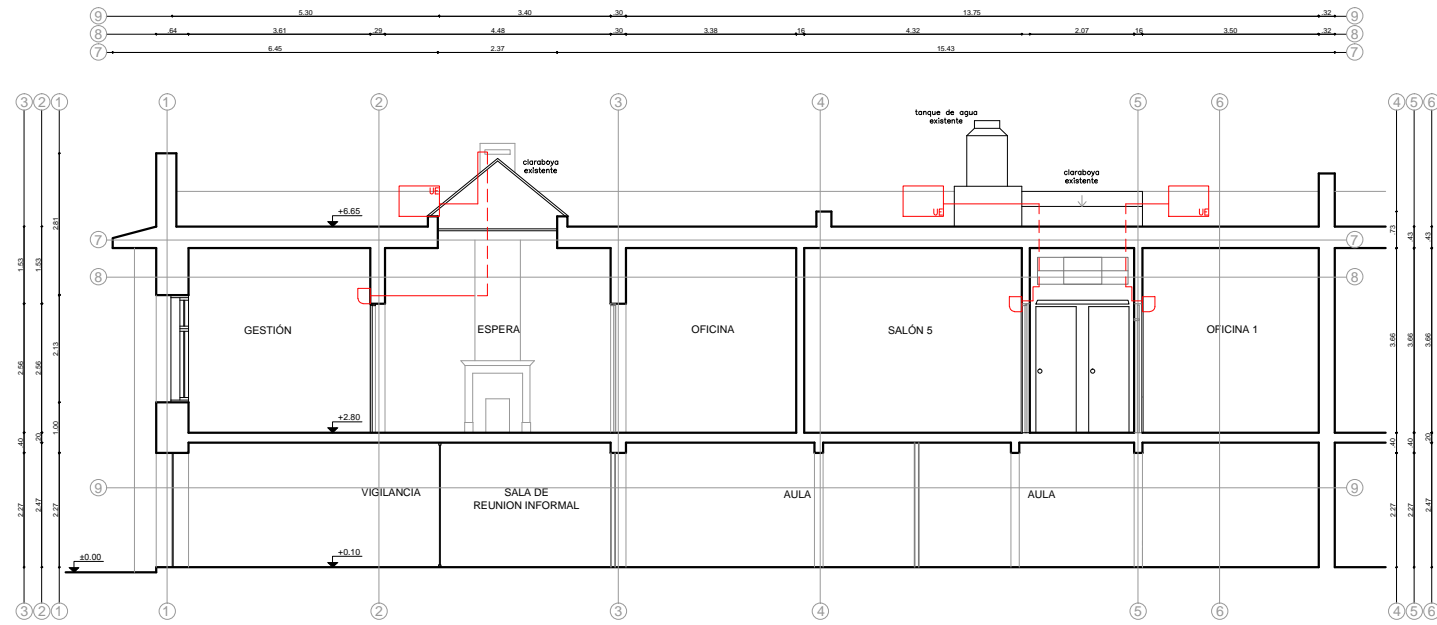 9 5.30 3.40 .30 13.75 .32 9
8 .64 3.61 .29 4.48 .30 3.38 .16 4.32 2.07 .16 3.50 .32 8
7 6.45 2.37 15.43 7
3 2 1 1 2 3 4 5 6 4 5 6
tanque de agua
existente
claraboya
existente
claraboya
existente
UE
UE
UE
+6.65
2.81
.73
.43
.43
7 7
1.53
1.53
8 8
GESTIÓN
ESPERA
OFICINA
SALÓN 5
OFICINA 1
2.13
2.56
2.56
3.66
3.66
3.66
+2.80
1.00
.40
.20
.40
.40
.20
9 9
VIGILANCIA
SALA DE
REUNION INFORMAL
AULA
AULA
2.27
2.47
2.27
2.27
2.27
2.47
±0.00
+0.10
3 2 1 1 2 3 4 5 6 4 5 6